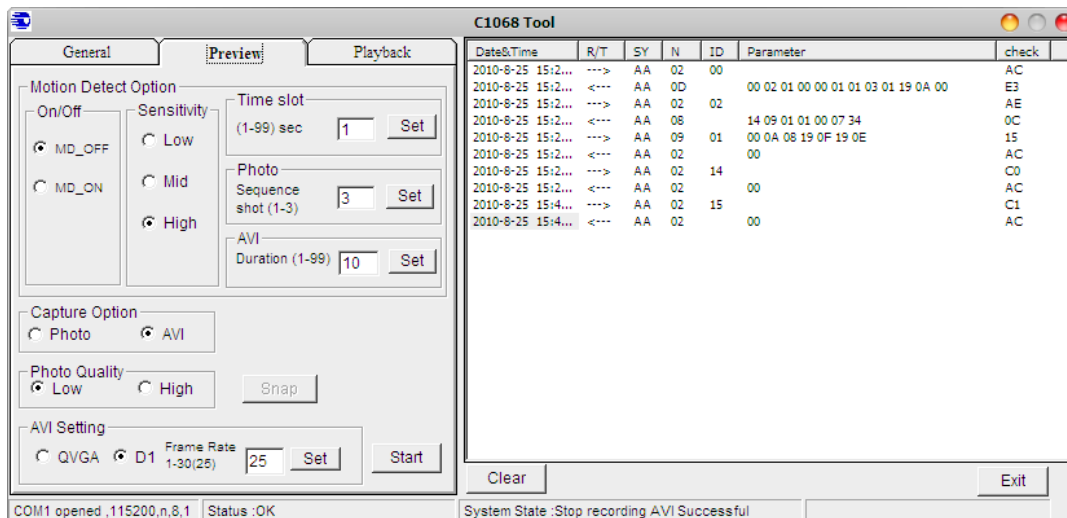 C1068 Tool
General Preview Playback
Motion Detect Option
On/Off
MD_OFF
MD_ON
Sensitivity
Low
Mid
High
Time slot
(1-99) sec 1 Set
Photo
Sequence
shot (1-3) 3 Set
AVI
Duration (1-99) 10 Set
Capture Option
Photo AVI
Photo Quality
Low High Snap
AVI Setting
QVGA D1 Frame Rate
1-30(25) 25 Set Start
Date&Time R/T SY N ID Parameter check
2010-8-25 15:2... ---> AA 02 00 AC
2010-8-25 15:2... <--- AA 0D 00 02 01 00 00 01 01 03 01 19 0A 00 E3
2010-8-25 15:2... ---> AA 02 02 AE
2010-8-25 15:2... <--- AA 08 14 09 01 01 00 07 34 0C
2010-8-25 15:2... ---> AA 09 01 00 0A 08 19 0F 19 0E 15
2010-8-25 15:2... <--- AA 02 00 AC
2010-8-25 15:2... ---> AA 02 14 C0
2010-8-25 15:2... <--- AA 02 00 AC
2010-8-25 15:4... ---> AA 02 15 C1
2010-8-25 15:4... <--- AA 02 00 AC
Clear Exit
COM1 opened ,115200,n,8,1 Status :OK System State :Stop recording AVI Successful